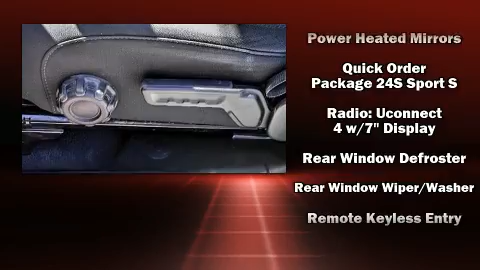 Power Heated Mirrors
Quick Order
Package 24S Sport S
Radio: Uconnect
4 w/7" Display
Rear Window Defroster
Rear Window Wiper/Washer
Remote Keyless Entry